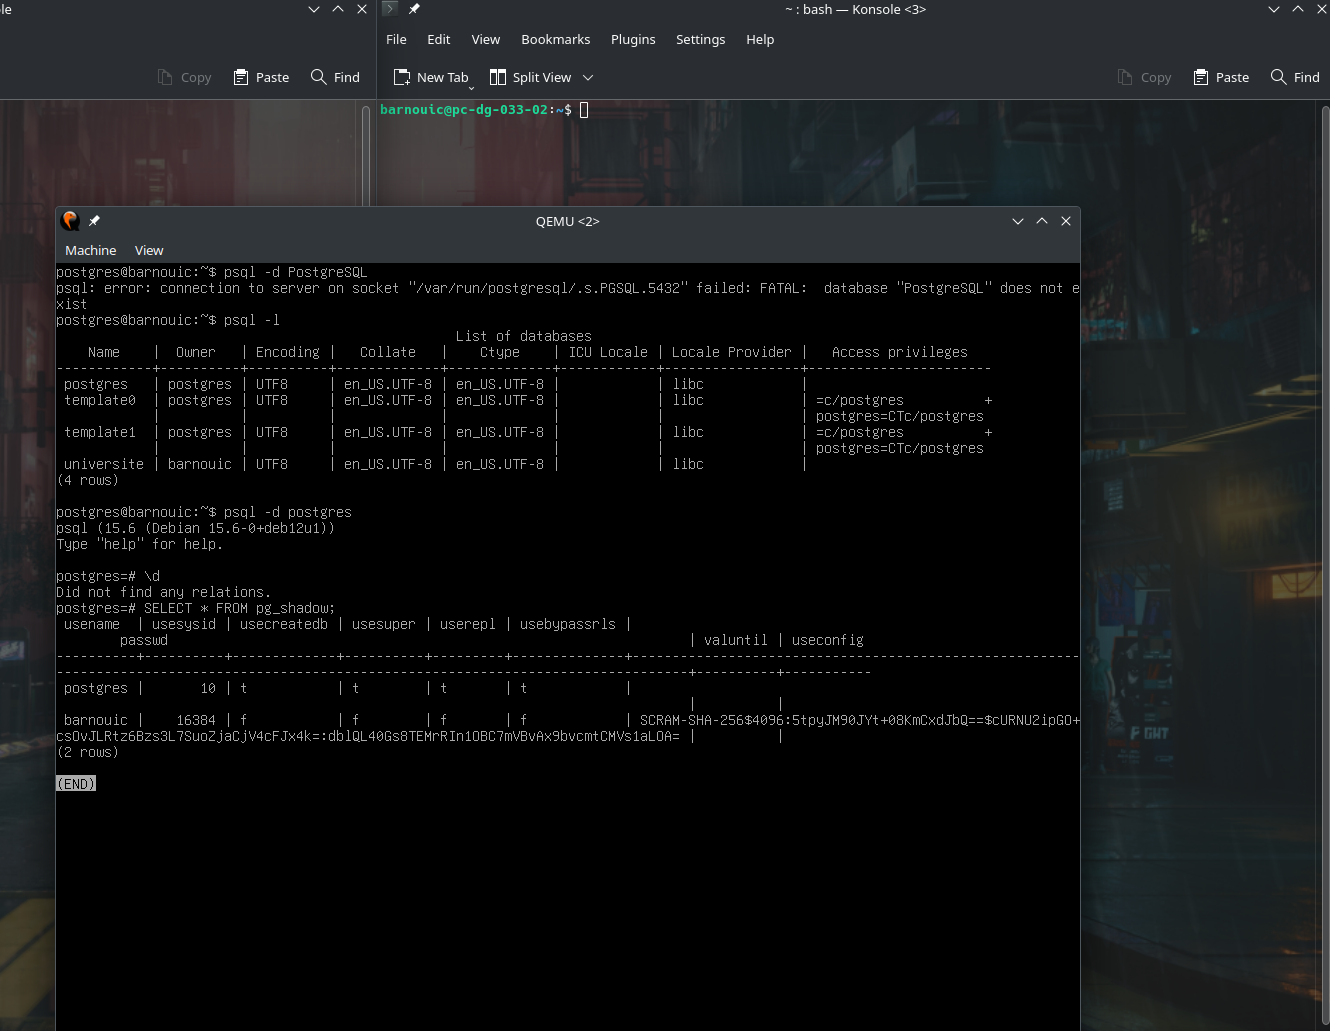 le
~ : bash — Konsole <3>
File Edit View Bookmarks Plugins Settings Help
Copy Paste Find
New Tab Split View Copy Paste Find
barnouic@pc-dg-033-02:~$
QEMU <2>
Machine View
postgres@barnouic:~$ psql -d PostgreSQL
psql: error: connection to server on socket "/var/run/postgresql/.s.PGSQL.5432" failed: FATAL:  database "PostgreSQL" does not e
xist
postgres@barnouic:~$ psql -l
List of databases
Name | Owner | Encoding | Collate | Ctype | ICU Locale | Locale Provider | Access privileges
------------+----------+----------+-------------+-------------+------------+-----------------+-----------------------
postgres | postgres | UTF8 | en_US.UTF-8 | en_US.UTF-8 | | libc |
template0 | postgres | UTF8 | en_US.UTF-8 | en_US.UTF-8 | | libc | =c/postgres +
| | | | | | | postgres=CTc/postgres
template1 | postgres | UTF8 | en_US.UTF-8 | en_US.UTF-8 | | libc | =c/postgres +
| | | | | | | postgres=CTc/postgres
universite | barnouic | UTF8 | en_US.UTF-8 | en_US.UTF-8 | | libc |
(4 rows)
postgres@barnouic:~$ psql -d postgres
psql (15.6 (Debian 15.6-0+deb12u1))
Type "help" for help.
postgres=# \d
Did not find any relations.
postgres=# SELECT * FROM pg_shadow;
usename | usesysid | usecreatedb | usesuper | userepl | usebypassrls |
passwd | valuntil | useconfig
----------+----------+-------------+----------+---------+--------------+--------------------------------------------------------
-------------------------------------------------------------------------------+----------+-----------
postgres | 10 | t | t | t | t |
| |
barnouic | 16384 | f | f | f | f | SCRAM-SHA-256$4096:5tpyJM90JYt+08KmCxdJbQ==$cURNU2ipGO+
csOvJLRtz6Bzs3L7SuoZjaCjV4cFJx4k=:dblQL40Gs8TEMrRIn1OBC7mVBvAx9bvcmtCMVs1aLOA= | |
(2 rows)
(END)